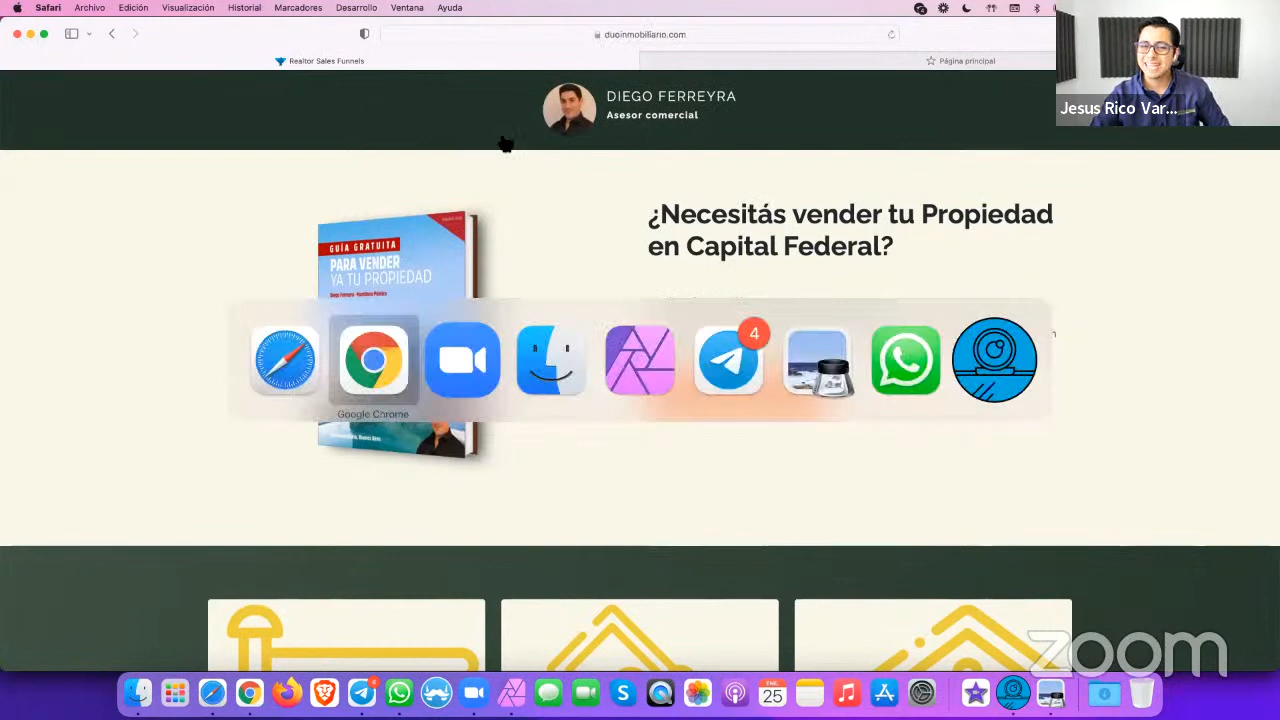 Safari Archivo Edición Visualización Historial Marcadores Desarrollo Ventana Ayuda
duoinmobiliario.com
Realtor Sales Funnels
Página principal
DIEGO FERREYRA
Asesor comercial
Jesus Rico Var...
¿Necesitás vender tu Propiedad
en Capital Federal?
GUÍA GRATUITA
PARA VENDER
YA TU PROPIEDAD
4
Google Chrome
zoom
4
ENE.
25